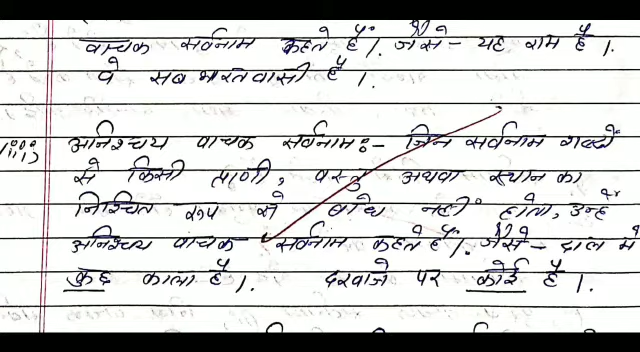 वाचक सर्वनाम कहते हैं। जैसे - यह राम है।
वे सब भारतवासी हैं।
iii) अनिश्चय वाचक सर्वनाम :- जिन सर्वनाम शब्दों
से किसी प्राणी, वस्तु अथवा स्थान का
निश्चित रूप से बोध नहीं होता, उन्हें
अनिश्चय वाचक सर्वनाम कहते हैं। जैसे - दाल में
कुछ काला है। दरवाजे पर कोई है।